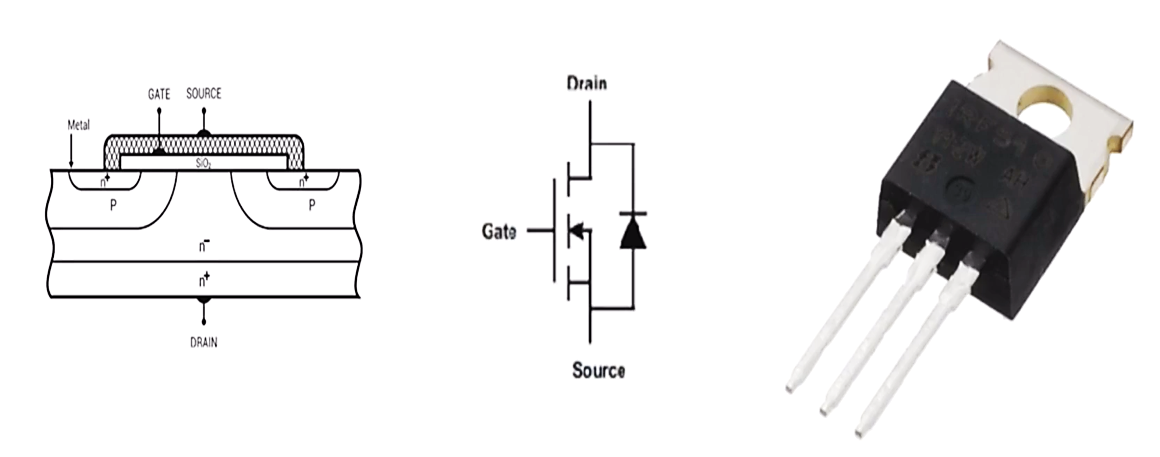 GATE SOURCE
Metal
SiO₂
n⁺ n⁺
P P
n⁻
n⁺
DRAIN
Drain
Gate
Source